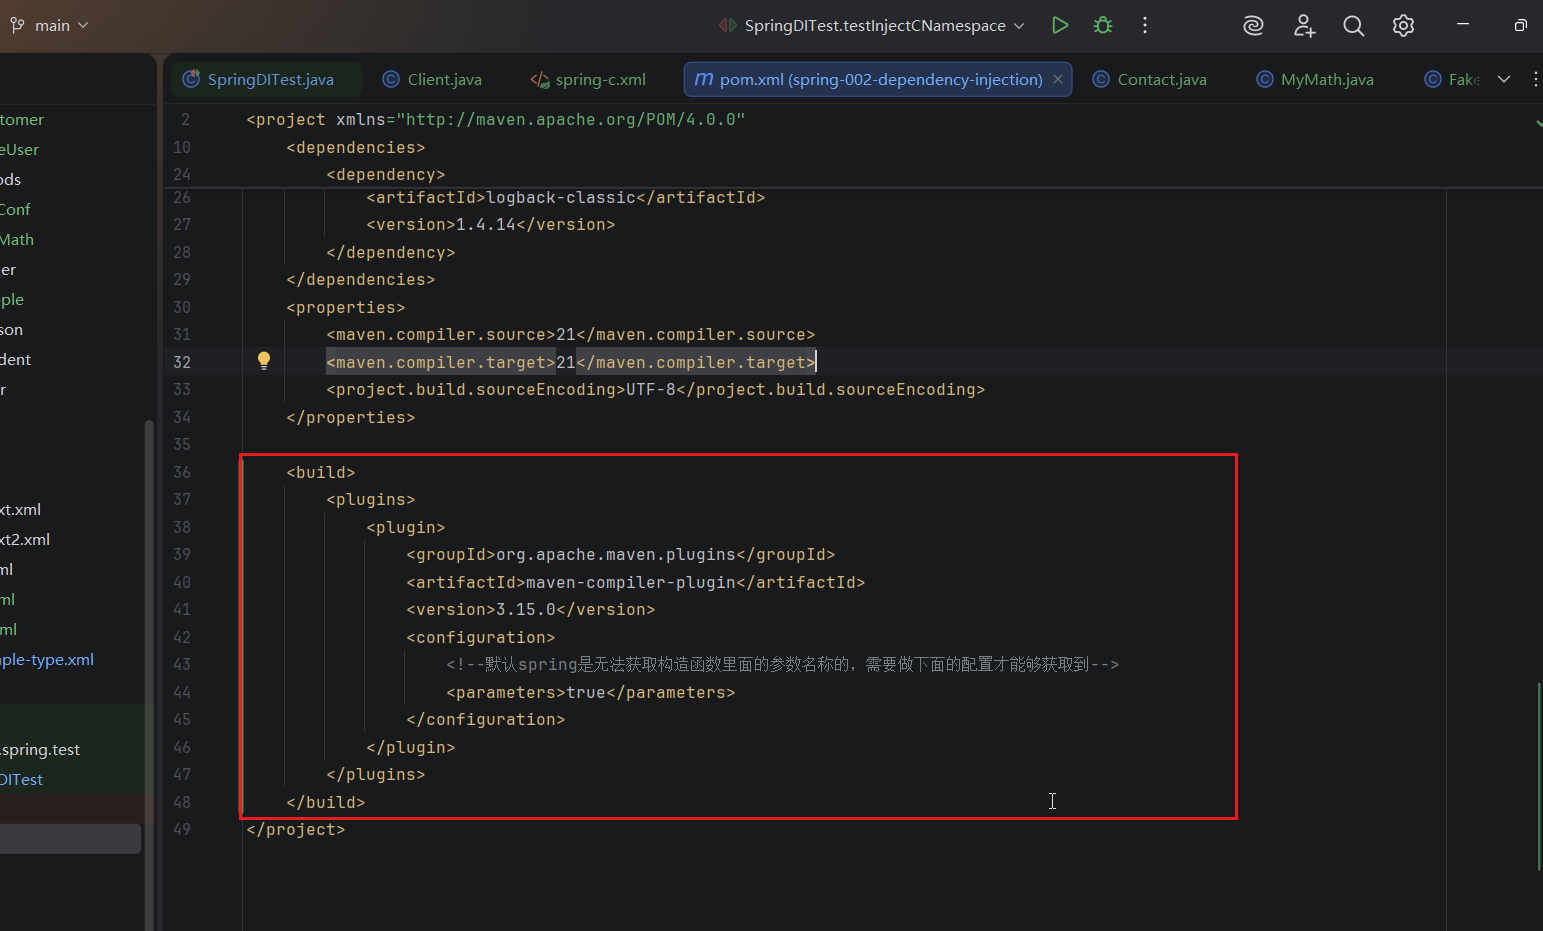 main
SpringDITest.testInjectCNamespace
SpringDITest.java
Client.java
spring-c.xml
pom.xml (spring-002-dependency-injection)
Contact.java
MyMath.java
Fak
tomer
eUser
ods
Conf
Math
er
ple
son
dent
r
xt.xml
xt2.xml
ml
ml
ml
ple-type.xml
.spring.test
DITest
2 <project xmlns="http://maven.apache.org/POM/4.0.0"
10 <dependencies>
24 <dependency>
26 <artifactId>logback-classic</artifactId>
27 <version>1.4.14</version>
28 </dependency>
29 </dependencies>
30 <properties>
31 <maven.compiler.source>21</maven.compiler.source>
32 <maven.compiler.target>21</maven.compiler.target>
33 <project.build.sourceEncoding>UTF-8</project.build.sourceEncoding>
34 </properties>
35
36 <build>
37 <plugins>
38 <plugin>
39 <groupId>org.apache.maven.plugins</groupId>
40 <artifactId>maven-compiler-plugin</artifactId>
41 <version>3.15.0</version>
42 <configuration>
43 <!--默认spring是无法获取构造函数里面的参数名称的，需要做下面的配置才能够获取到-->
44 <parameters>true</parameters>
45 </configuration>
46 </plugin>
47 </plugins>
48 </build>
49 </project>